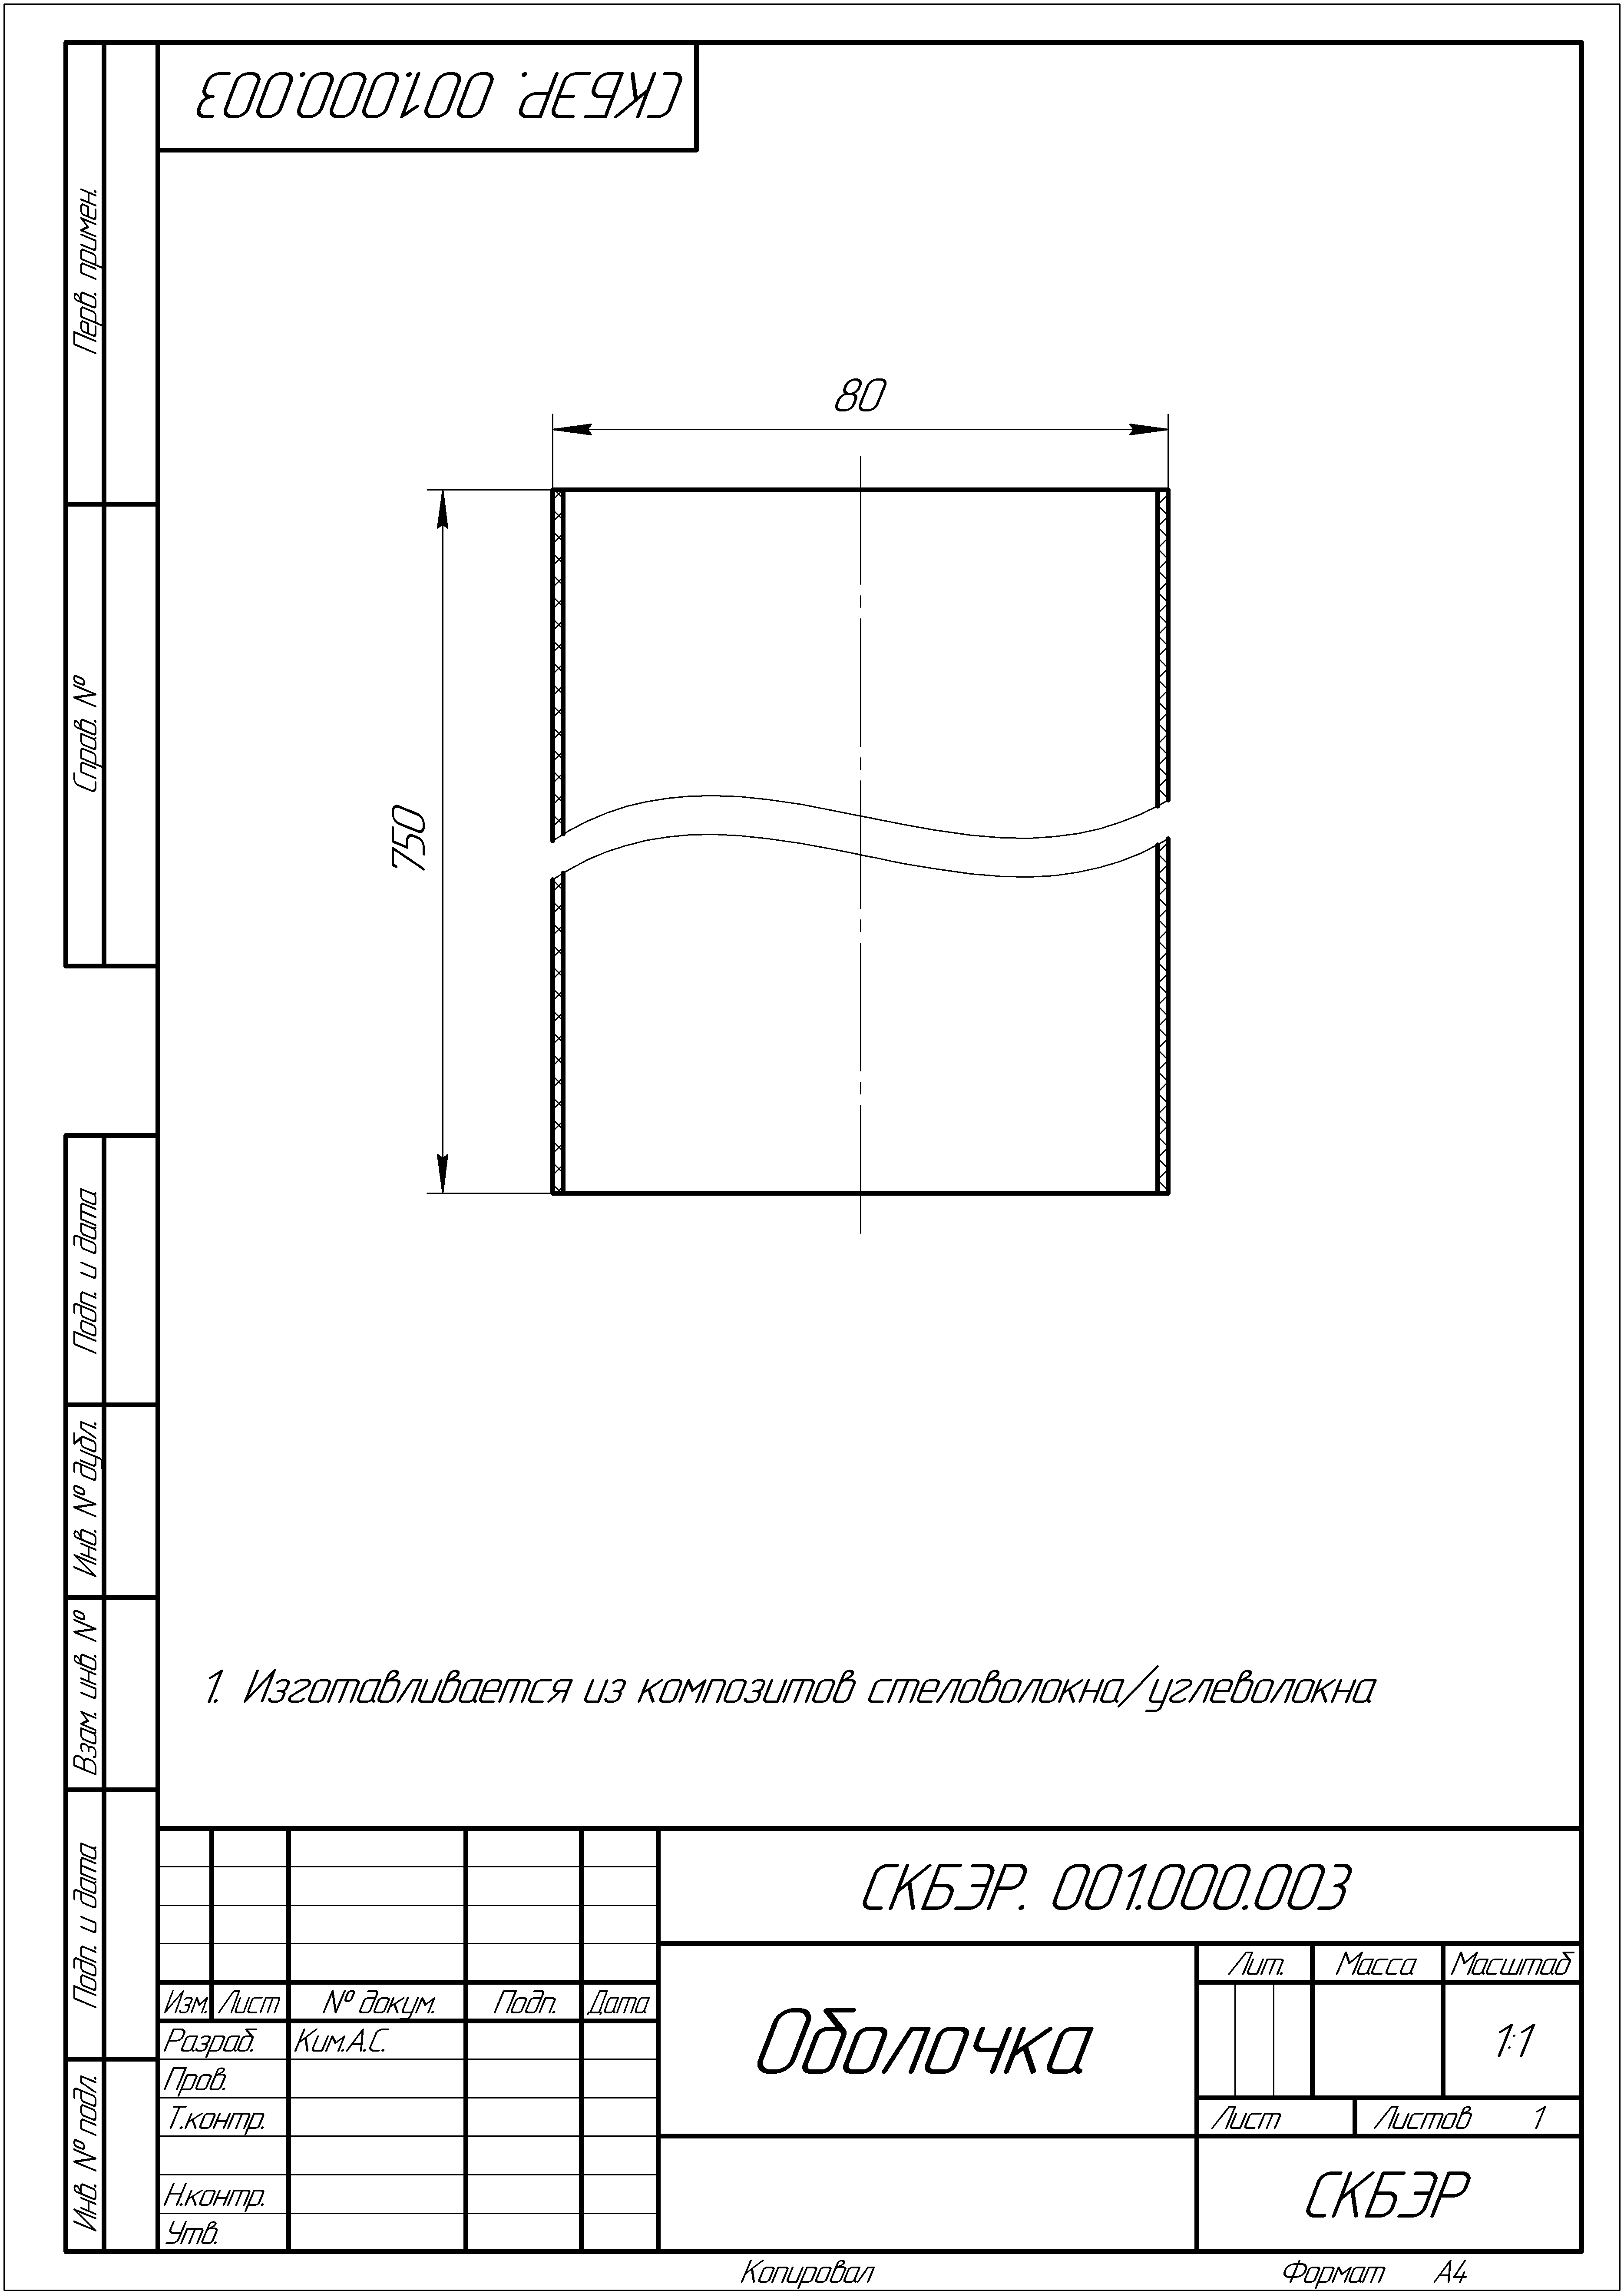 СКБЭР. 001.000.003
Перв. примен.
Справ. №
Подп. и дата
Инв. № дубл.
Взам. инв. №
Подп. и дата
Инв. № подл.
80
750
1. Изготавливается из композитов стеловолокна/углеволокна
СКБЭР. 001.000.003
Изм. Лист № докум. Подп. Дата
Разраб. Ким.А.С.
Пров.
Т.контр.
Н.контр.
Утв.
Оболочка
Лит. Масса Масштаб
1:1
Лист Листов 1
СКБЭР
Копировал Формат А4